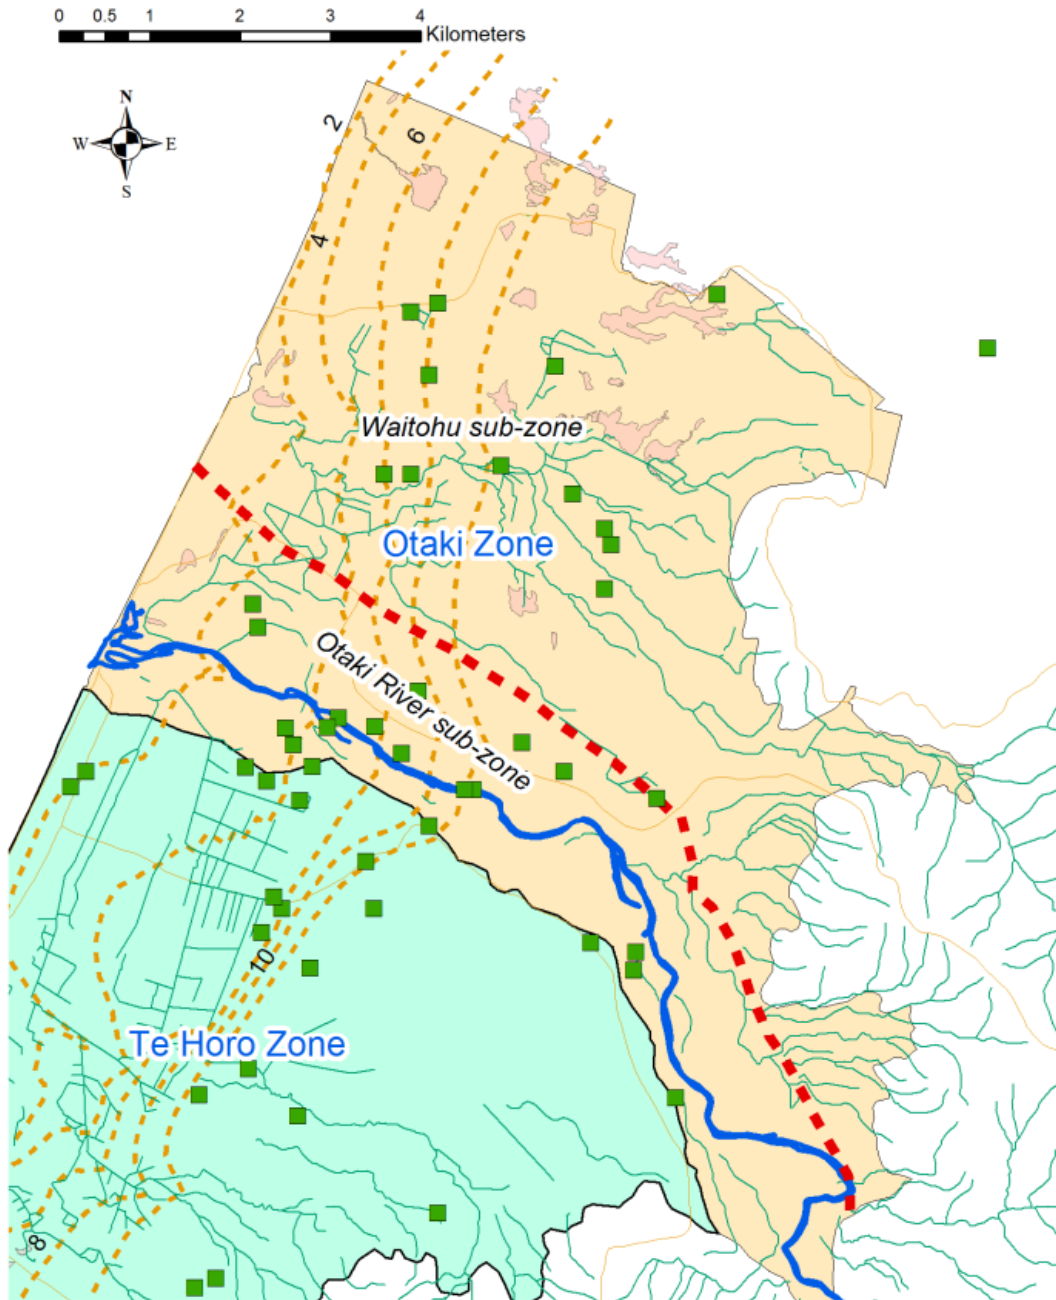 0 0.5 1 2 3 4
Kilometers
N
W E
S
2
6
4
Waitohu sub-zone
Otaki Zone
Otaki River sub-zone
10
Te Horo Zone
8